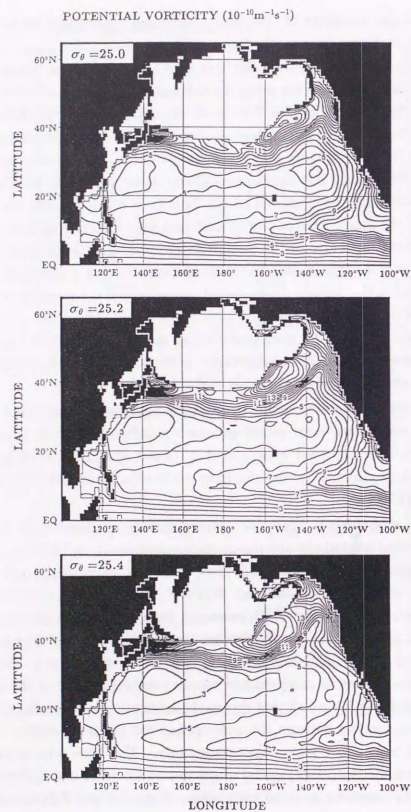 POTENTIAL VORTICITY (10⁻¹⁰m⁻¹s⁻¹)
σθ =25.0
60°N
40°N
20°N
EQ
LATITUDE
120°E 140°E 160°E 180° 160°W 140°W 120°W 100°W
σθ =25.2
60°N
40°N
20°N
EQ
LATITUDE
120°E 140°E 160°E 180° 160°W 140°W 120°W 100°W
σθ =25.4
60°N
40°N
20°N
EQ
LATITUDE
120°E 140°E 160°E 180° 160°W 140°W 120°W 100°W
LONGITUDE